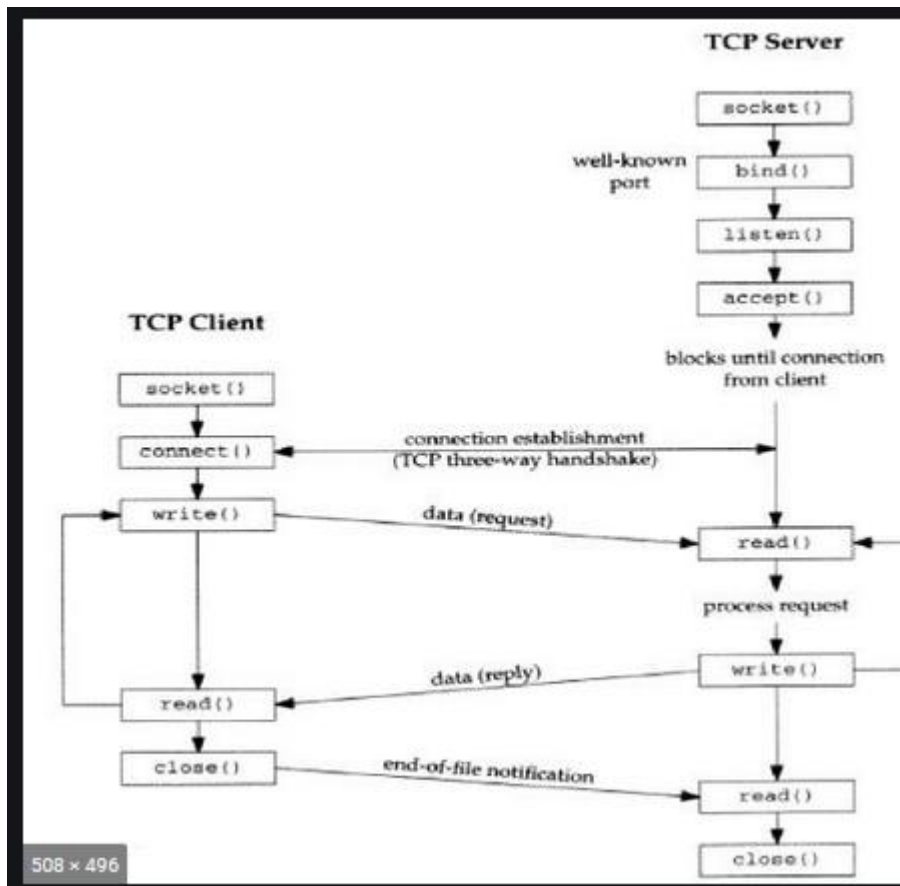 TCP Server
socket()
well-known
port
bind()
listen()
accept()
TCP Client
blocks until connection
from client
socket()
connection establishment
(TCP three-way handshake)
connect()
write()
data (request)
read()
process request
data (reply)
write()
read()
close()
end-of-file notification
read()
close()
508 × 496